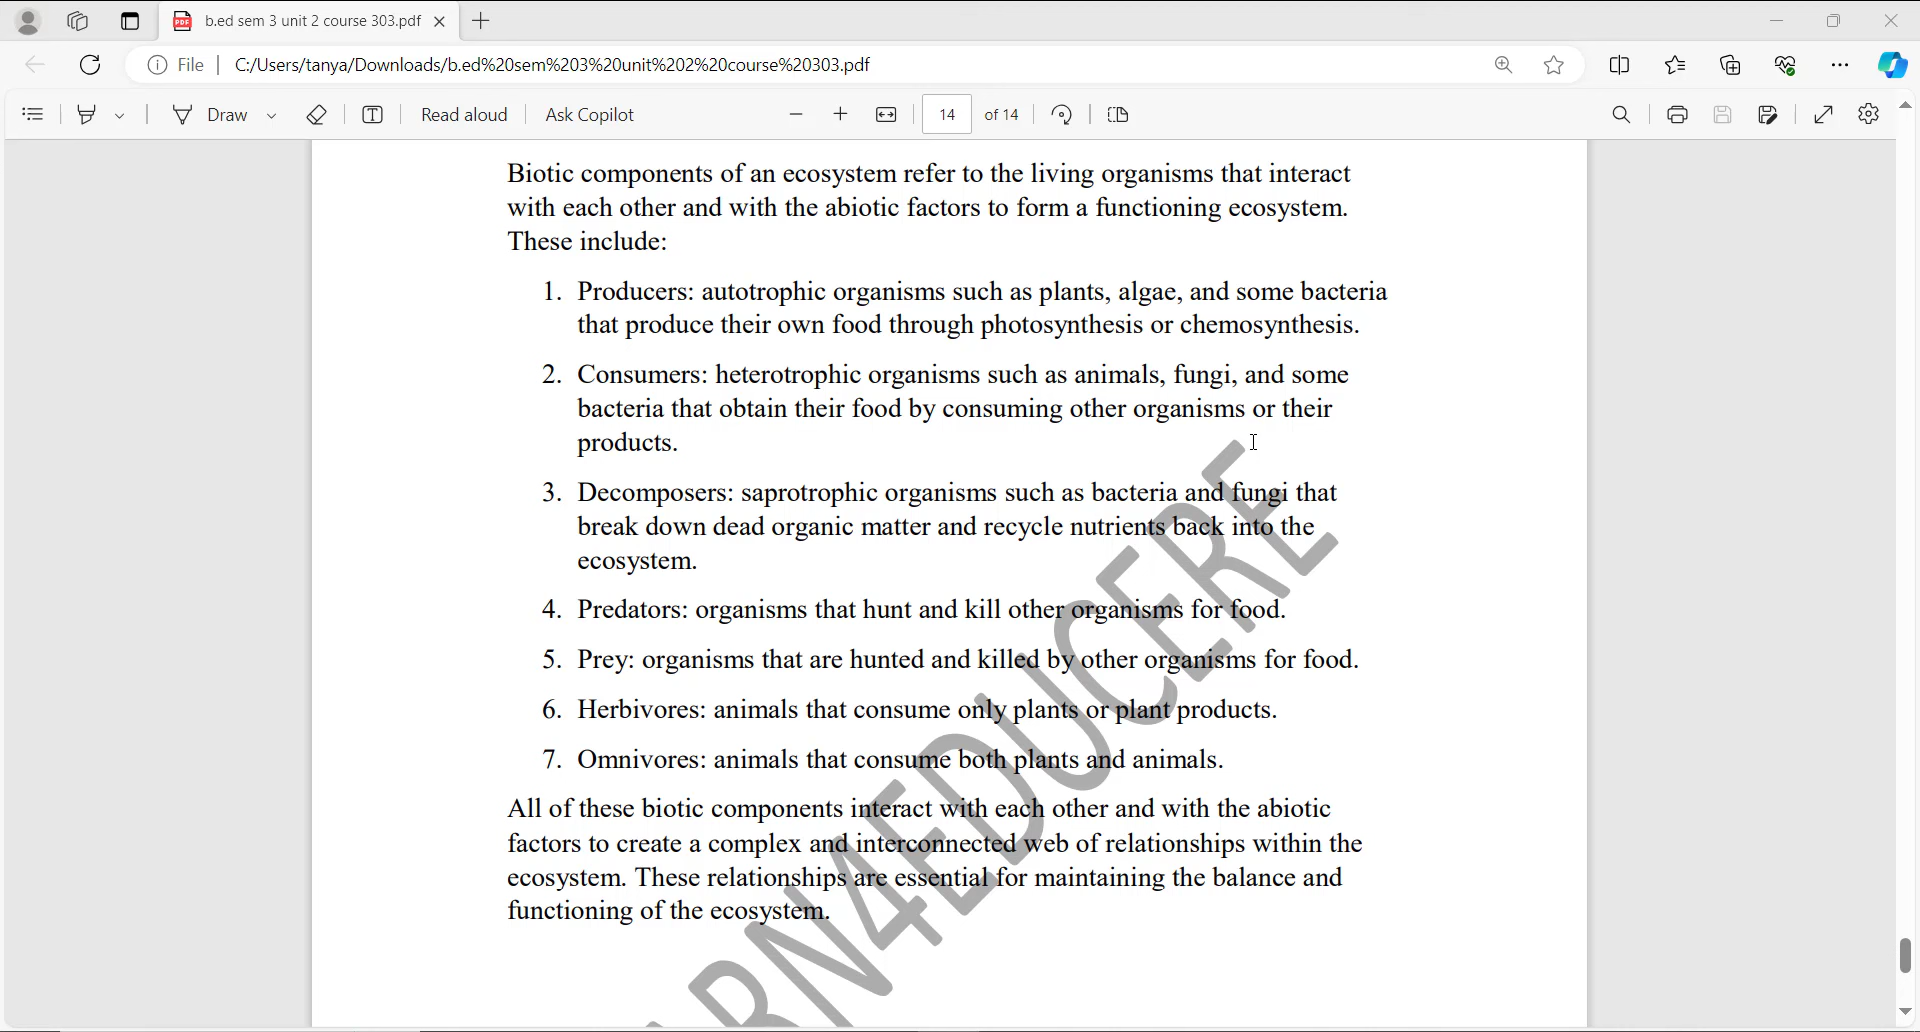 b.ed sem 3 unit 2 course 303.pdf
File C:/Users/tanya/Downloads/b.ed%20sem%203%20unit%202%20course%20303.pdf
Draw Read aloud Ask Copilot 14 of 14
Biotic components of an ecosystem refer to the living organisms that interact
with each other and with the abiotic factors to form a functioning ecosystem.
These include:
1. Producers: autotrophic organisms such as plants, algae, and some bacteria
that produce their own food through photosynthesis or chemosynthesis.
2. Consumers: heterotrophic organisms such as animals, fungi, and some
bacteria that obtain their food by consuming other organisms or their
products.
3. Decomposers: saprotrophic organisms such as bacteria and fungi that
break down dead organic matter and recycle nutrients back into the
ecosystem.
4. Predators: organisms that hunt and kill other organisms for food.
5. Prey: organisms that are hunted and killed by other organisms for food.
6. Herbivores: animals that consume only plants or plant products.
7. Omnivores: animals that consume both plants and animals.
All of these biotic components interact with each other and with the abiotic
factors to create a complex and interconnected web of relationships within the
ecosystem. These relationships are essential for maintaining the balance and
functioning of the ecosystem.
RN4EDUCERE